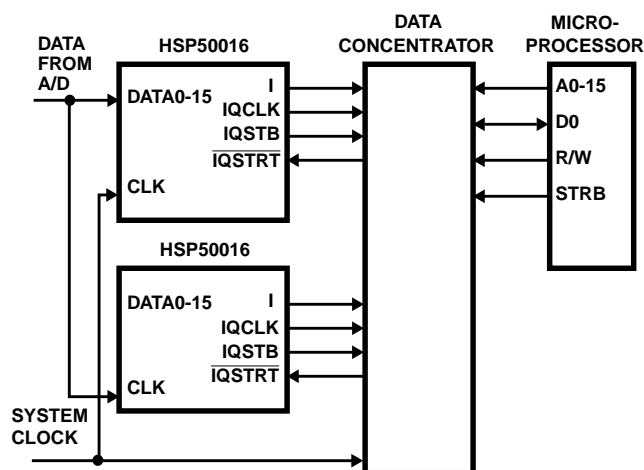 DATA
FROM
A/D
HSP50016
DATA0-15
CLK
I
IQCLK
IQSTB
IQSTRT
HSP50016
DATA0-15
CLK
I
IQCLK
IQSTB
IQSTRT
SYSTEM
CLOCK
DATA
CONCENTRATOR
MICRO-
PROCESSOR
A0-15
D0
R/W
STRB